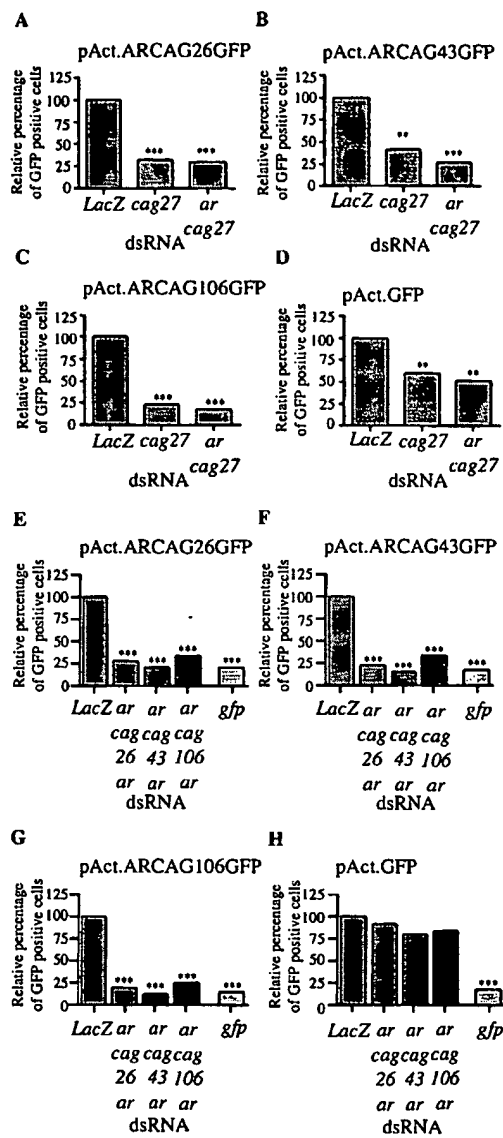 A
pAct.ARCAG26GFP
Relative percentage
of GFP positive cells
125
100
75
50
25
0
***
***
LacZ cag27 ar
cag27
dsRNA
B
pAct.ARCAG43GFP
Relative percentage
of GFP positive cells
125
100
75
50
25
0
**
***
LacZ cag27 ar
cag27
dsRNA
C
pAct.ARCAG106GFP
Relative percentage
of GFP positive cells
125
100
75
50
25
0
***
***
LacZ cag27 ar
cag27
dsRNA
D
pAct.GFP
Relative percentage
of GFP positive cells
125
100
75
50
25
0
**
**
LacZ cag27 ar
cag27
dsRNA
E
pAct.ARCAG26GFP
Relative percentage
of GFP positive cells
125
100
75
50
25
0
***
***
***
***
LacZ ar ar ar gfp
cag cag cag
26 43 106
ar ar ar
dsRNA
F
pAct.ARCAG43GFP
Relative percentage
of GFP positive cells
125
100
75
50
25
0
***
***
***
***
LacZ ar ar ar gfp
cag cag cag
26 43 106
ar ar ar
dsRNA
G
pAct.ARCAG106GFP
Relative percentage
of GFP positive cells
125
100
75
50
25
0
***
***
***
***
LacZ ar ar ar gfp
cag cag cag
26 43 106
ar ar ar
dsRNA
H
pAct.GFP
Relative percentage
of GFP positive cells
125
100
75
50
25
0
***
LacZ ar ar ar gfp
cag cag cag
26 43 106
ar ar ar
dsRNA